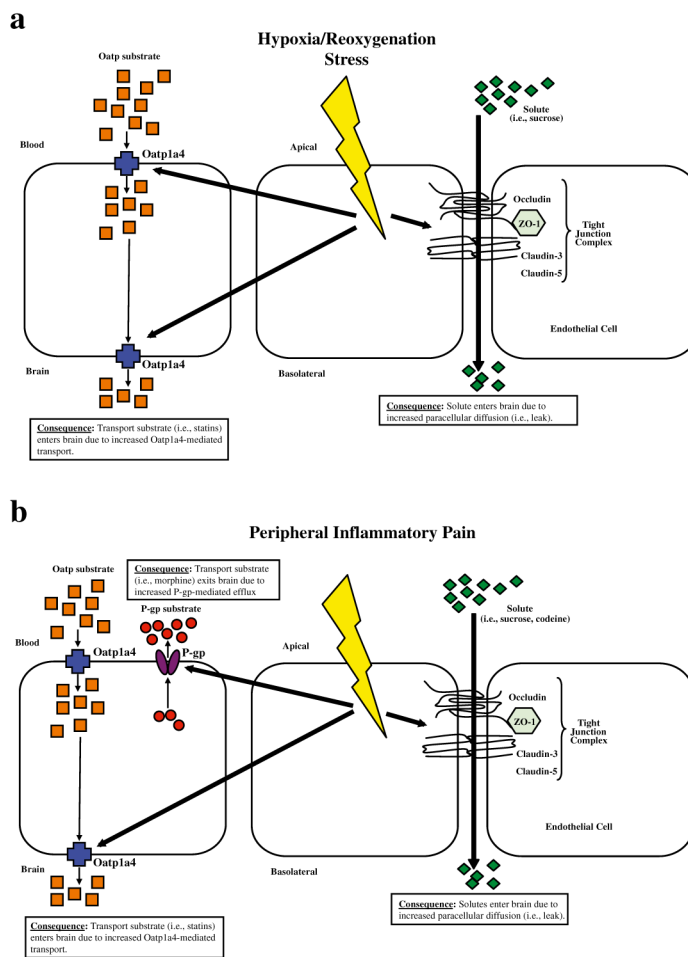 a
Hypoxia/Reoxygenation
Stress
Oatp substrate
Solute
(i.e., sucrose)
Blood
Apical
Oatp1a4
Occludin
ZO-1
Tight
Junction
Complex
Claudin-3
Claudin-5
Endothelial Cell
Oatp1a4
Brain
Basolateral
Consequence: Transport substrate (i.e., statins)
enters brain due to increased Oatp1a4-mediated
transport.
Consequence: Solute enters brain due to
increased paracellular diffusion (i.e., leak).
b
Peripheral Inflammatory Pain
Oatp substrate
Consequence: Transport substrate
(i.e., morphine) exits brain due to
increased P-gp-mediated efflux
P-gp substrate
Solute
(i.e., sucrose, codeine)
Blood
Apical
Oatp1a4
P-gp
Occludin
ZO-1
Tight
Junction
Complex
Claudin-3
Claudin-5
Endothelial Cell
Oatp1a4
Brain
Basolateral
Consequence: Transport substrate (i.e., statins)
enters brain due to increased Oatp1a4-mediated
transport.
Consequence: Solutes enter brain due to
increased paracellular diffusion (i.e., leak).